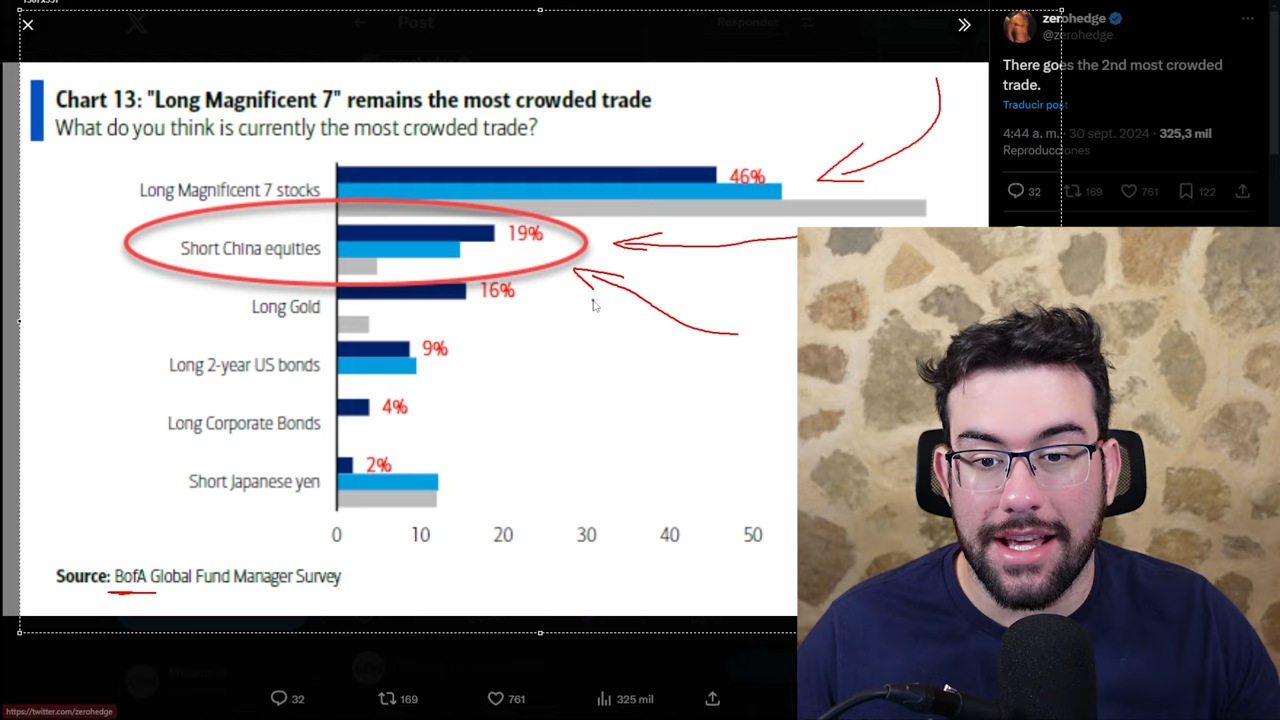 Post
Responder
zerohedge
@zerohedge
There goes the 2nd most crowded
trade.
Traducir post
4:44 a. m. · 30 sept. 2024 · 325,3 mil
Reproducciones
32 169 761 122
Chart 13: "Long Magnificent 7" remains the most crowded trade
What do you think is currently the most crowded trade?
Long Magnificent 7 stocks 46%
Short China equities 19%
Long Gold 16%
Long 2-year US bonds 9%
Long Corporate Bonds 4%
Short Japanese yen 2%
0 10 20 30 40 50
Source: BofA Global Fund Manager Survey
32 169 761 325 mil
https://twitter.com/zerohedge